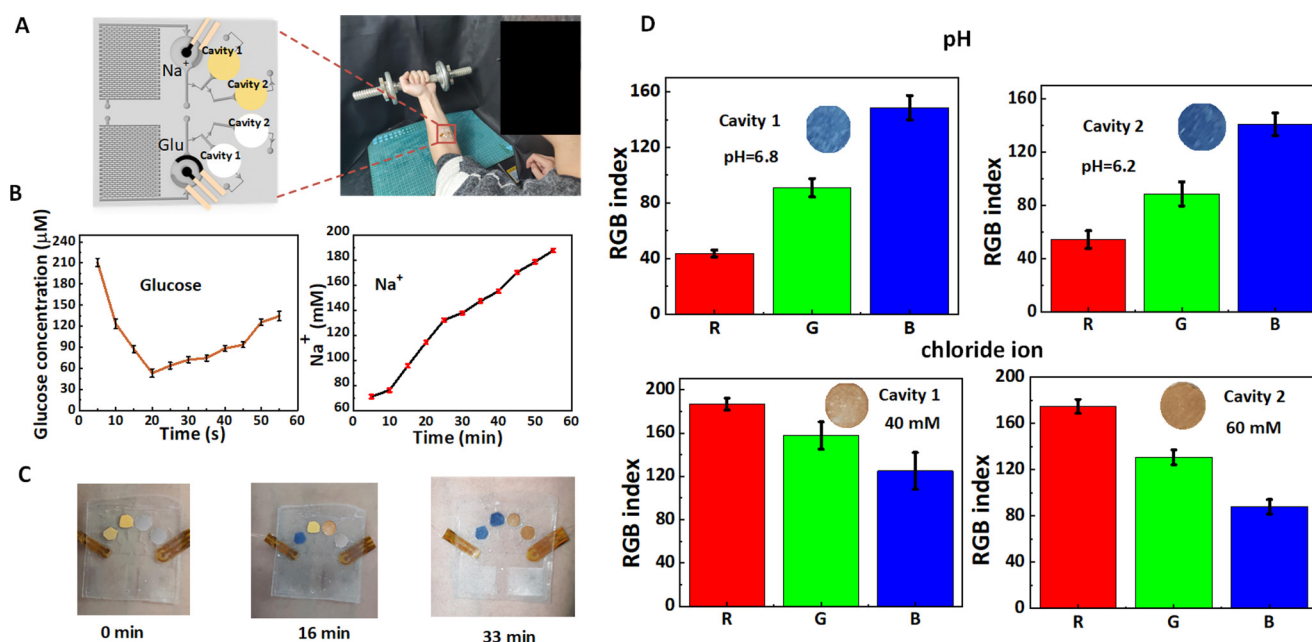 A
Cavity 1
Na+
Cavity 2
Cavity 2
Glu
Cavity 1
B
Glucose concentration (μM)
210
180
150
120
90
60
30
0
Glucose
0 10 20 30 40 50 60
Time (s)
Na+ (mM)
180
160
140
120
100
80
60
Na+
0 10 20 30 40 50 60
Time (min)
C
0 min
16 min
33 min
D
pH
RGB index
160
120
80
40
0
Cavity 1
pH=6.8
R G B
RGB index
160
120
80
40
0
Cavity 2
pH=6.2
R G B
chloride ion
RGB index
200
160
120
80
40
0
Cavity 1
40 mM
R G B
RGB index
200
160
120
80
40
0
Cavity 2
60 mM
R G B